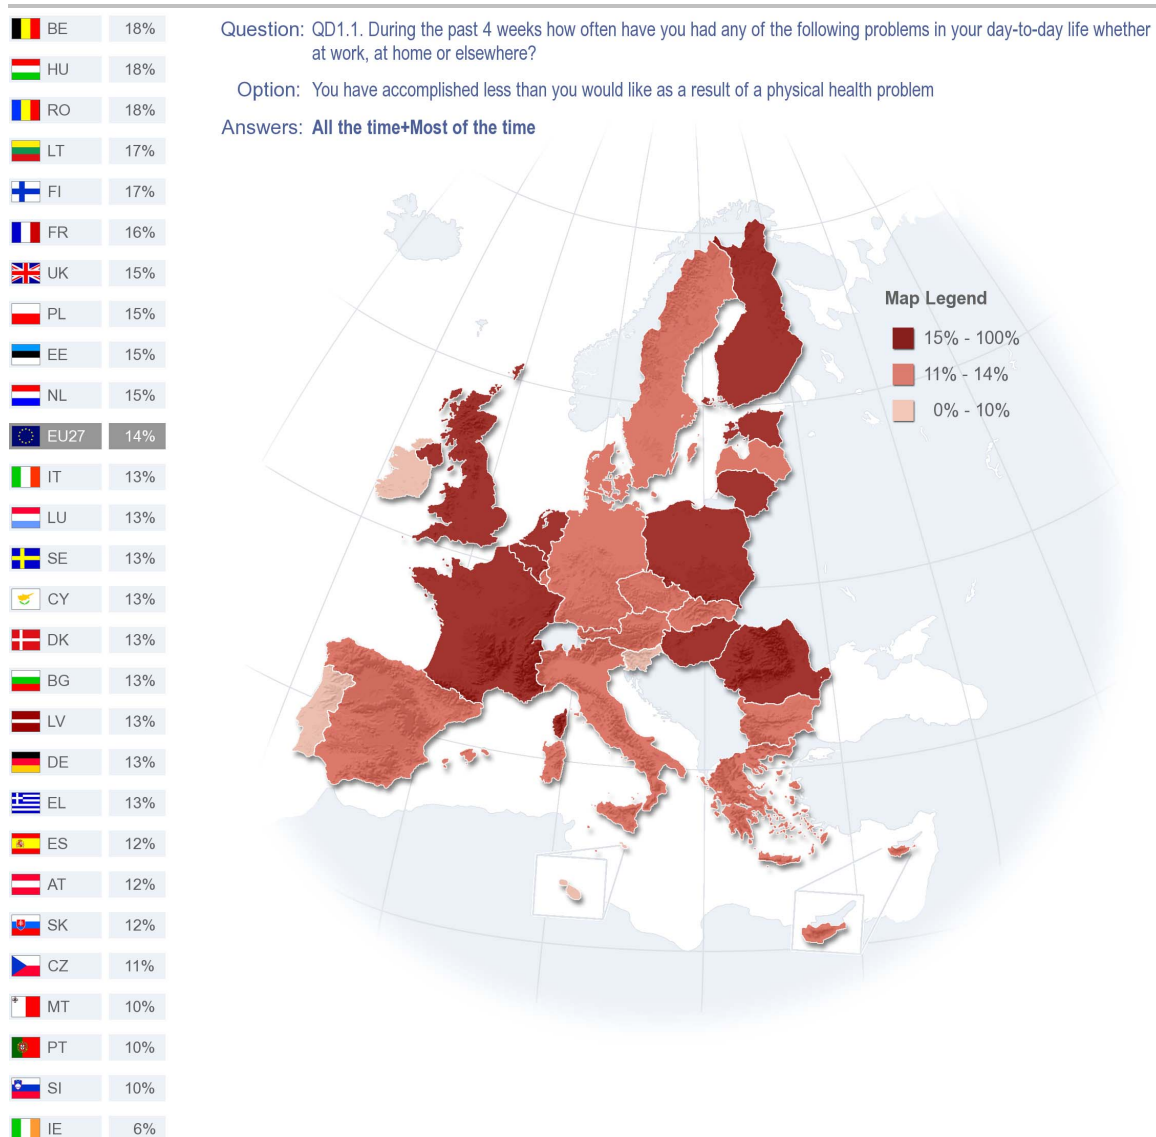 BE 18%
HU 18%
RO 18%
LT 17%
FI 17%
FR 16%
UK 15%
PL 15%
EE 15%
NL 15%
EU27 14%
IT 13%
LU 13%
SE 13%
CY 13%
DK 13%
BG 13%
LV 13%
DE 13%
EL 13%
ES 12%
AT 12%
SK 12%
CZ 11%
MT 10%
PT 10%
SI 10%
IE 6%
Question: QD1.1. During the past 4 weeks how often have you had any of the following problems in your day-to-day life whether
at work, at home or elsewhere?
Option: You have accomplished less than you would like as a result of a physical health problem
Answers: All the time+Most of the time
Map Legend
15% - 100%
11% - 14%
0% - 10%